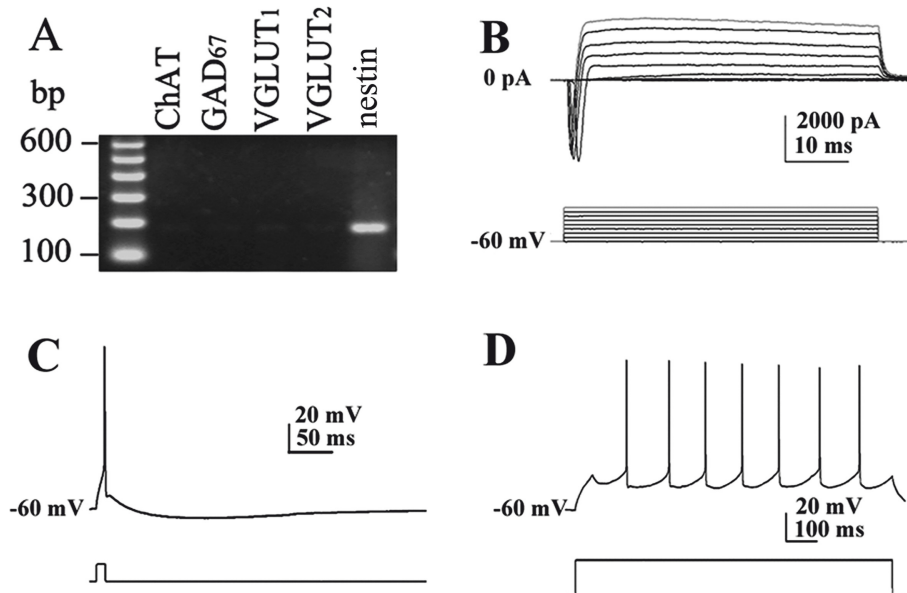 A
bp
ChAT
GAD67
VGLUT1
VGLUT2
nestin
600
300
100
B
0 pA
2000 pA
10 ms
-60 mV
C
20 mV
50 ms
-60 mV
D
-60 mV
20 mV
100 ms